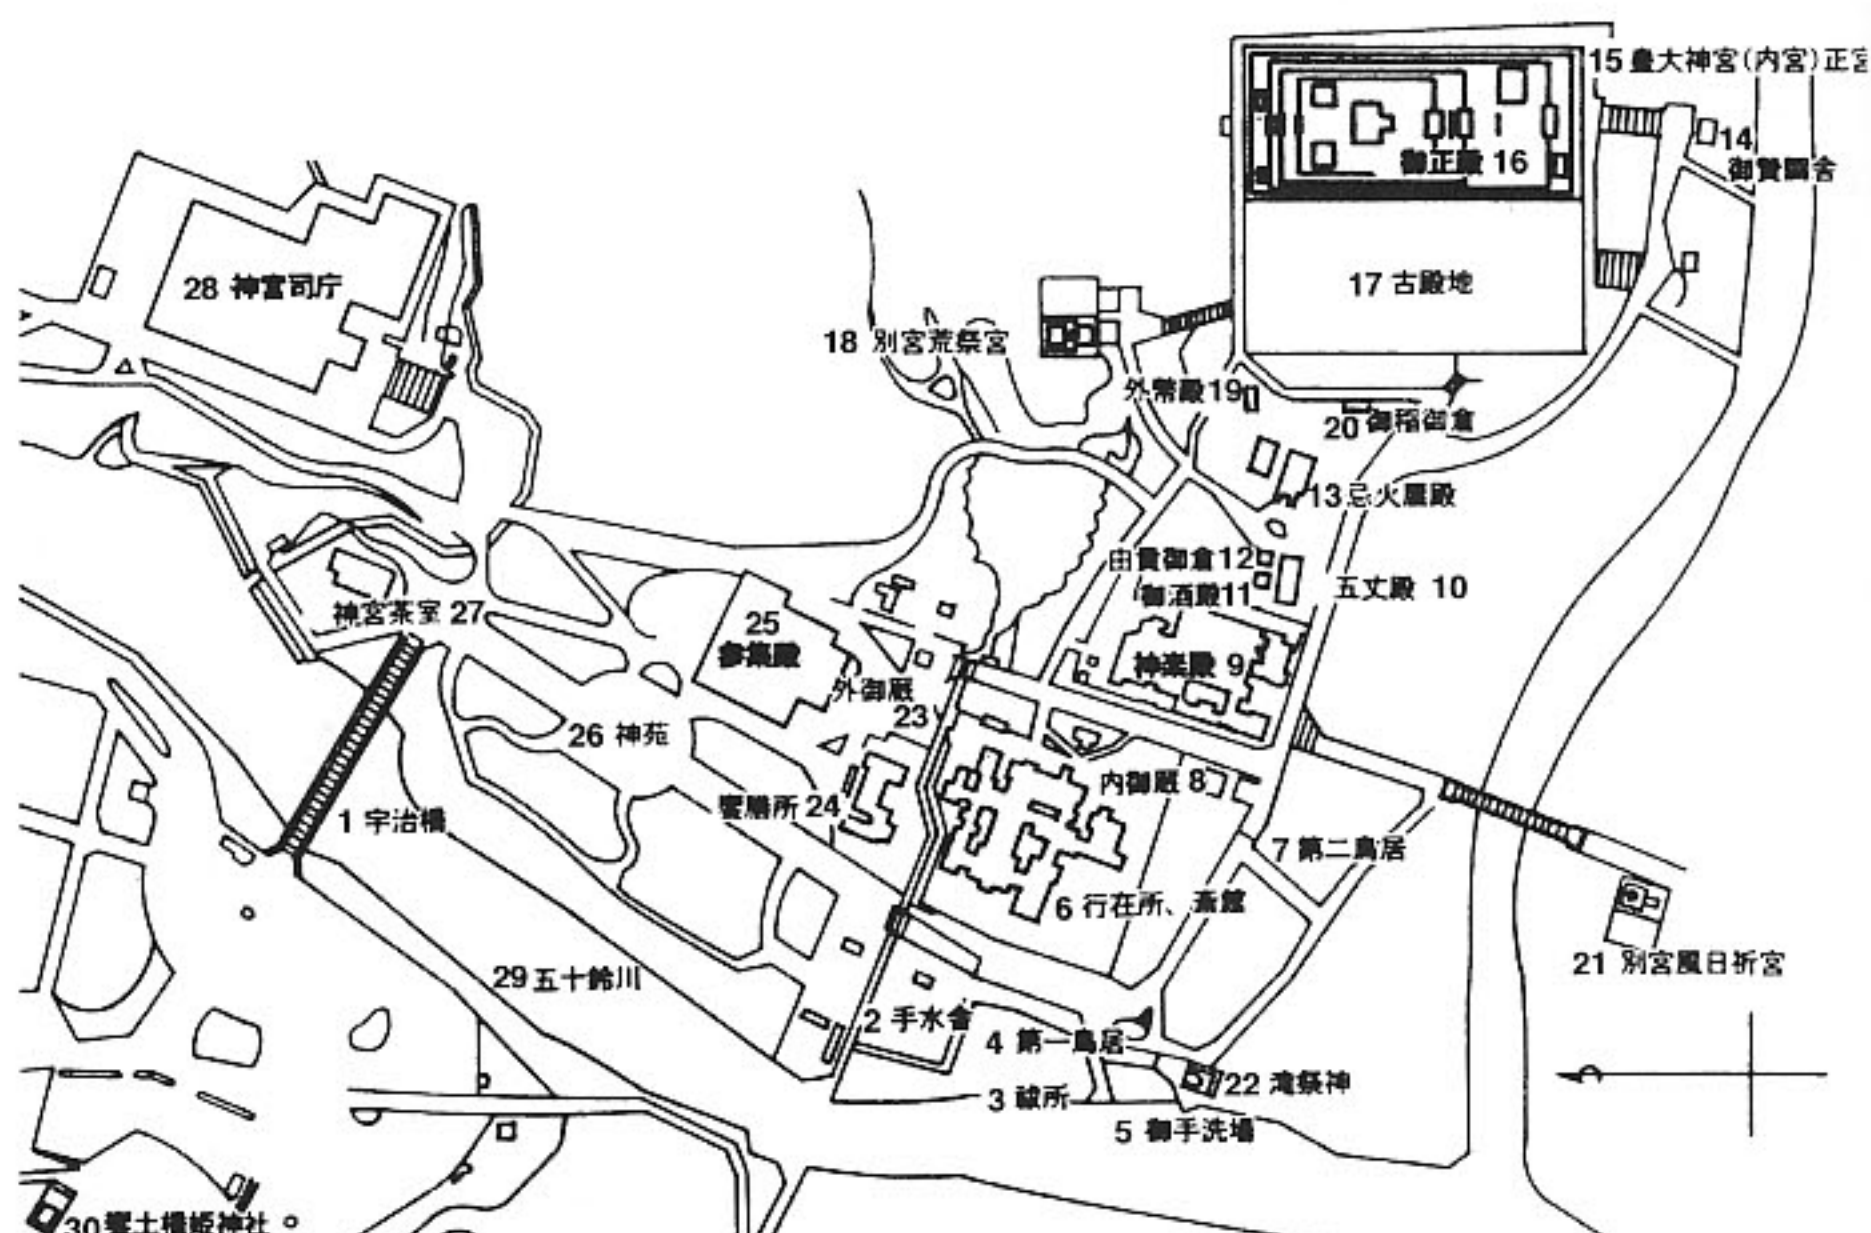 15 皇大神宮(内宮)正宮
14
御贄調舎
御正殿 16
17 古殿地
28 神宮司庁
18 別宮荒祭宮
外幣殿 19
20 御稲御倉
13 忌火屋殿
由貴御倉 12
御酒殿 11
五丈殿 10
神宮茶室 27
25
参集殿
神楽殿 9
外御厩
23
26 神苑
内御厩 8
饗膳所 24
1 宇治橋
7 第二鳥居
6 行在所、斎館
21 別宮風日祈宮
29 五十鈴川
2 手水舎
4 第一鳥居
22 滝祭神
3 祓所
5 御手洗場
30 饗土橋姫神社